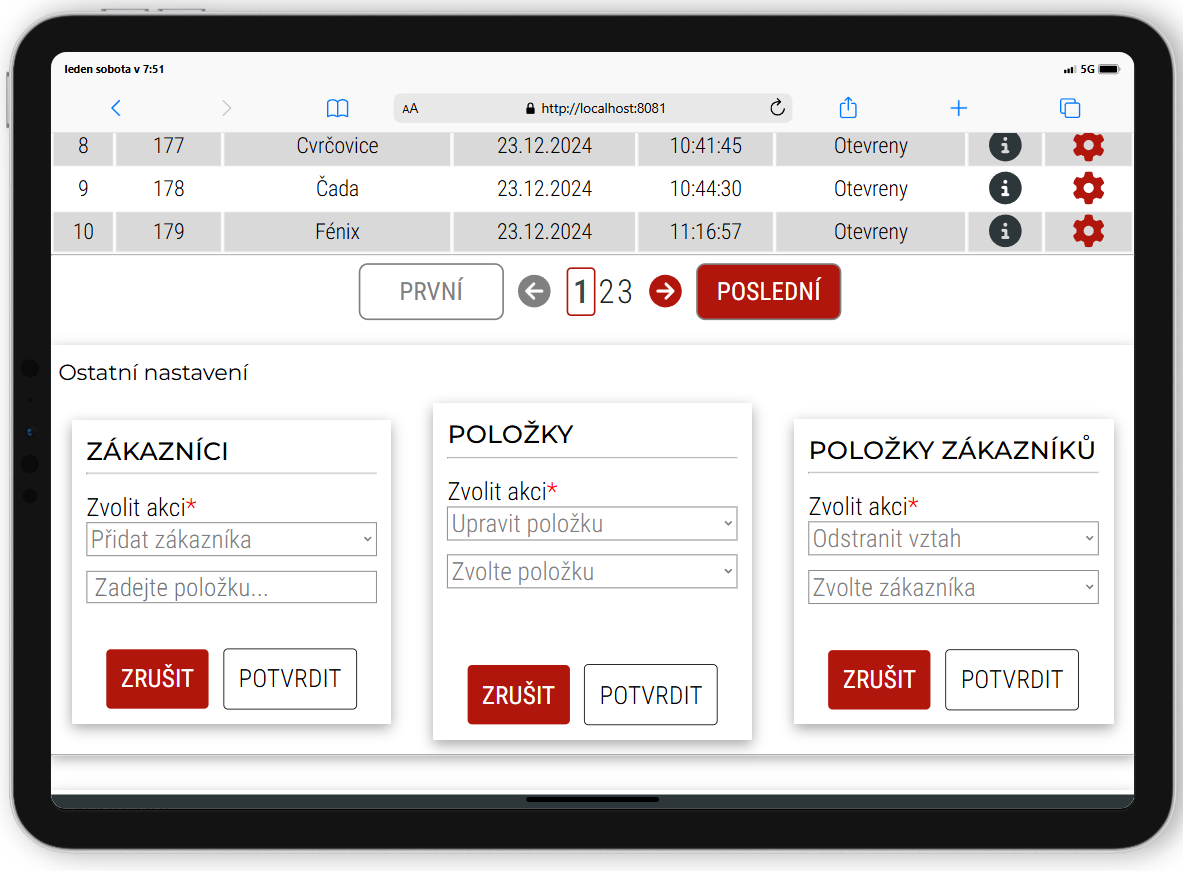 leden sobota v 7:51 5G
AA http://localhost:8081
8 177 Cvrčovice 23.12.2024 10:41:45 Otevreny i
9 178 Čada 23.12.2024 10:44:30 Otevreny i
10 179 Fénix 23.12.2024 11:16:57 Otevreny i
PRVNÍ 1 2 3 POSLEDNÍ
Ostatní nastavení
ZÁKAZNÍCI
Zvolit akci*
Přidat zákazníka
Zadejte položku...
ZRUŠIT POTVRDIT
POLOŽKY
Zvolit akci*
Upravit položku
Zvolte položku
ZRUŠIT POTVRDIT
POLOŽKY ZÁKAZNÍKŮ
Zvolit akci*
Odstranit vztah
Zvolte zákazníka
ZRUŠIT POTVRDIT